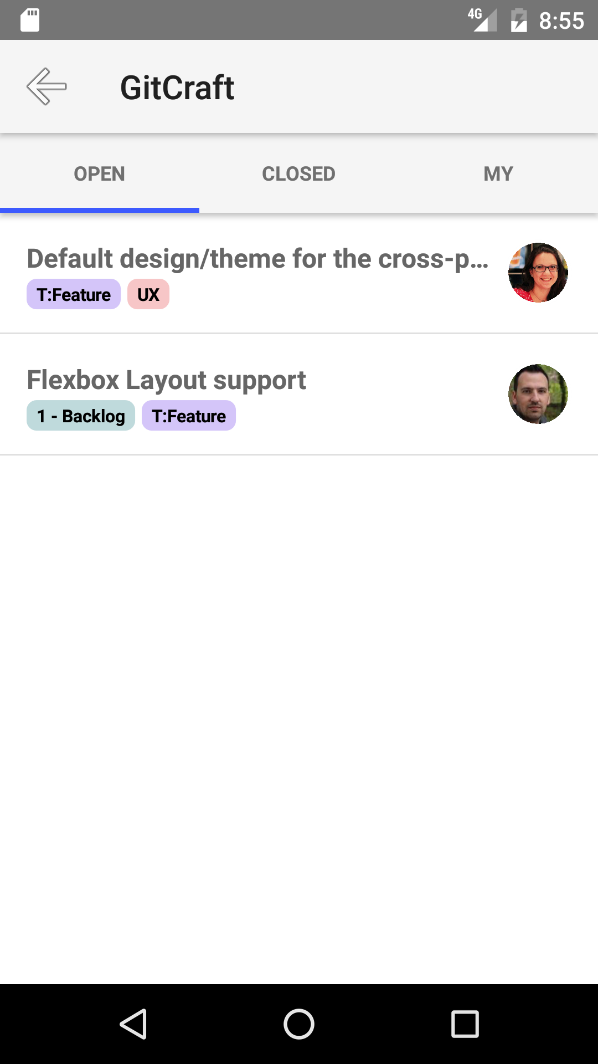 4G 8:55
GitCraft
OPEN CLOSED MY
Default design/theme for the cross-p...
T:Feature UX
Flexbox Layout support
1 - Backlog T:Feature